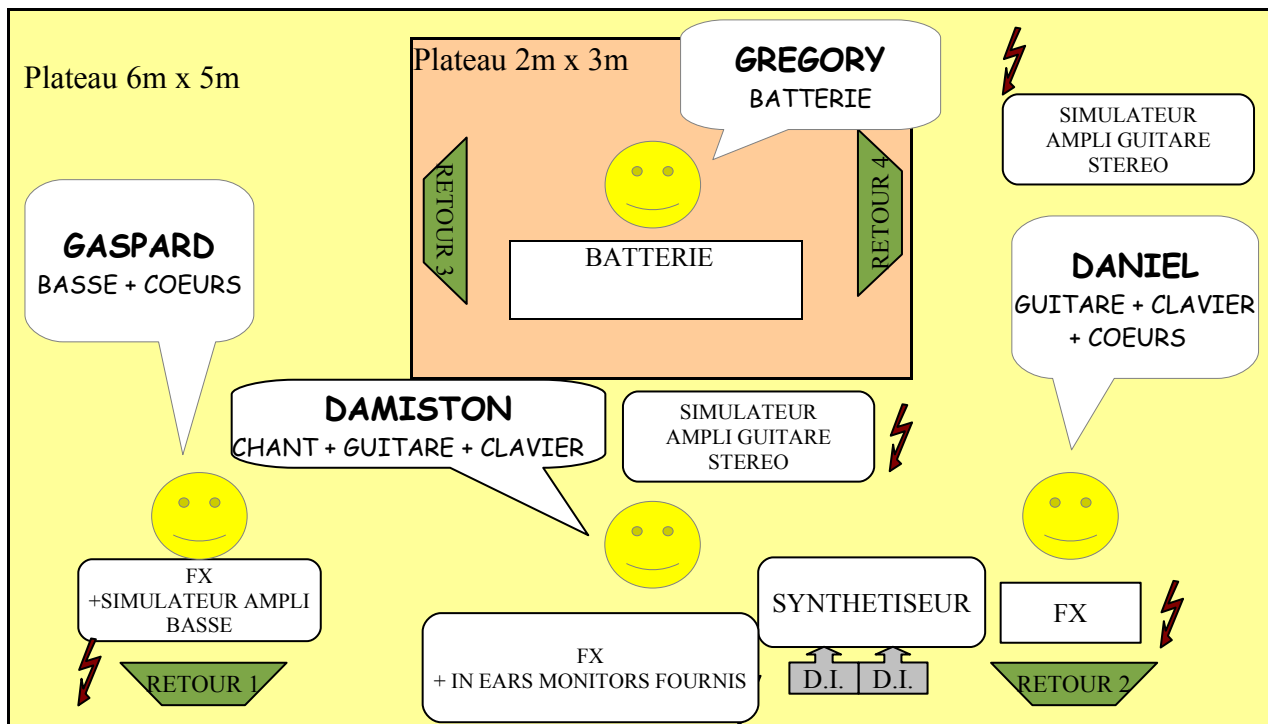 Plateau 6m x 5m
Plateau 2m x 3m
GREGORY
BATTERIE
SIMULATEUR
AMPLI GUITARE
STEREO
RETOUR 3
RETOUR 4
BATTERIE
GASPARD
BASSE + COEURS
DANIEL
GUITARE + CLAVIER
+ COEURS
DAMISTON
CHANT + GUITARE + CLAVIER
SIMULATEUR
AMPLI GUITARE
STEREO
FX
+SIMULATEUR AMPLI
BASSE
RETOUR 1
FX
+ IN EARS MONITORS FOURNIS
SYNTHETISEUR
D.I.
D.I.
FX
RETOUR 2